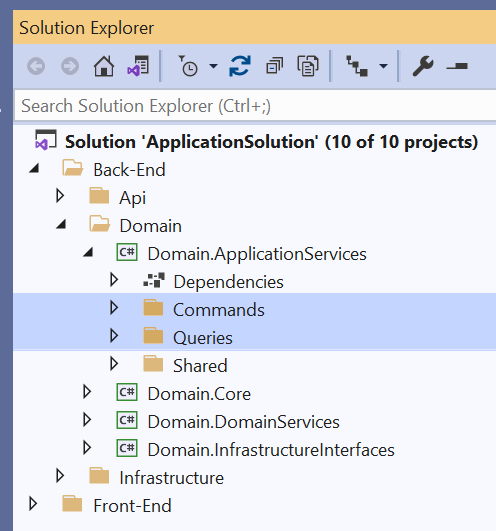 Solution Explorer
Search Solution Explorer (Ctrl+;)
Solution 'ApplicationSolution' (10 of 10 projects)
Back-End
Api
Domain
C# Domain.ApplicationServices
Dependencies
Commands
Queries
Shared
C# Domain.Core
C# Domain.DomainServices
C# Domain.InfrastructureInterfaces
Infrastructure
Front-End